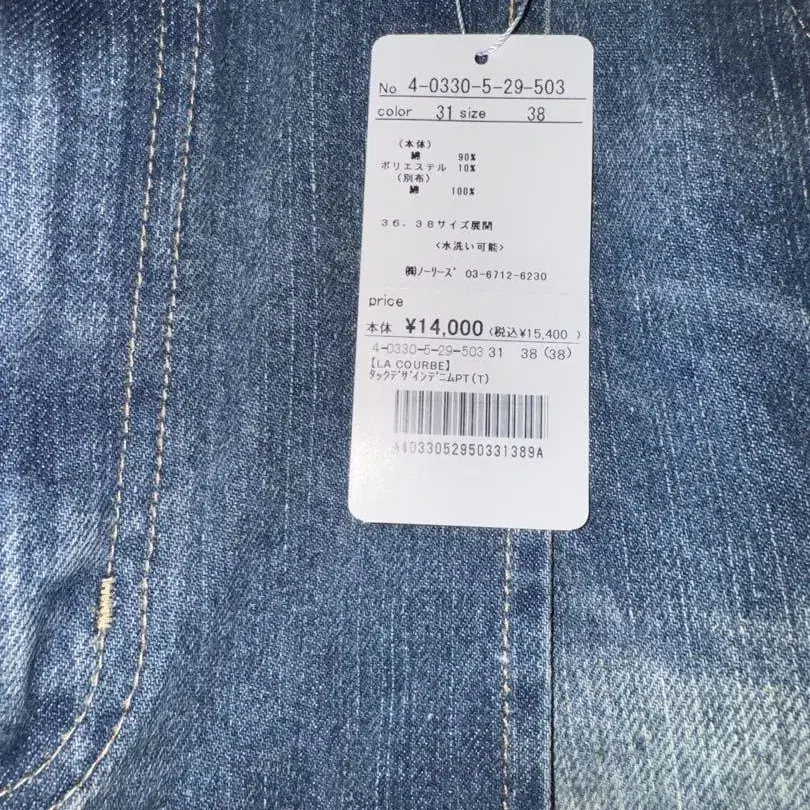 No 4-0330-5-29-503
color 31 size 38
(本体)
綿 90%
ポリエステル 10%
(別布)
綿 100%
36.38サイズ展開
<水洗い可能>
㈱ノーリーズ 03-6712-6230
price
本体 ¥14,000 (税込¥15,400 )
4-0330-5-29-503 31 38 (38)
【LA COURBE】
タックデザインデニムPT(T)
A4033052950331389A